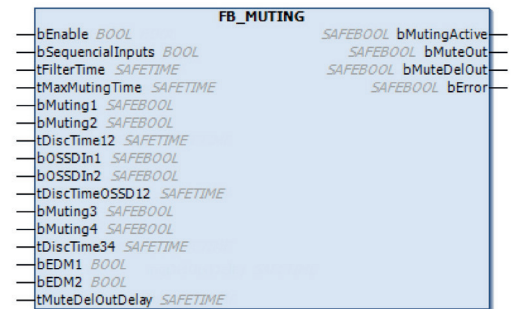 FB_MUTING
bEnable BOOL SAFEBOOL bMutingActive
bSequencialInputs BOOL SAFEBOOL bMuteOut
tFilterTime SAFETIME SAFEBOOL bMuteDelOut
tMaxMutingTime SAFETIME SAFEBOOL bError
bMuting1 SAFEBOOL
bMuting2 SAFEBOOL
tDiscTime12 SAFETIME
bOSSDIn1 SAFEBOOL
bOSSDIn2 SAFEBOOL
tDiscTimeOSSD12 SAFETIME
bMuting3 SAFEBOOL
bMuting4 SAFEBOOL
tDiscTime34 SAFETIME
bEDM1 BOOL
bEDM2 BOOL
tMuteDelOutDelay SAFETIME